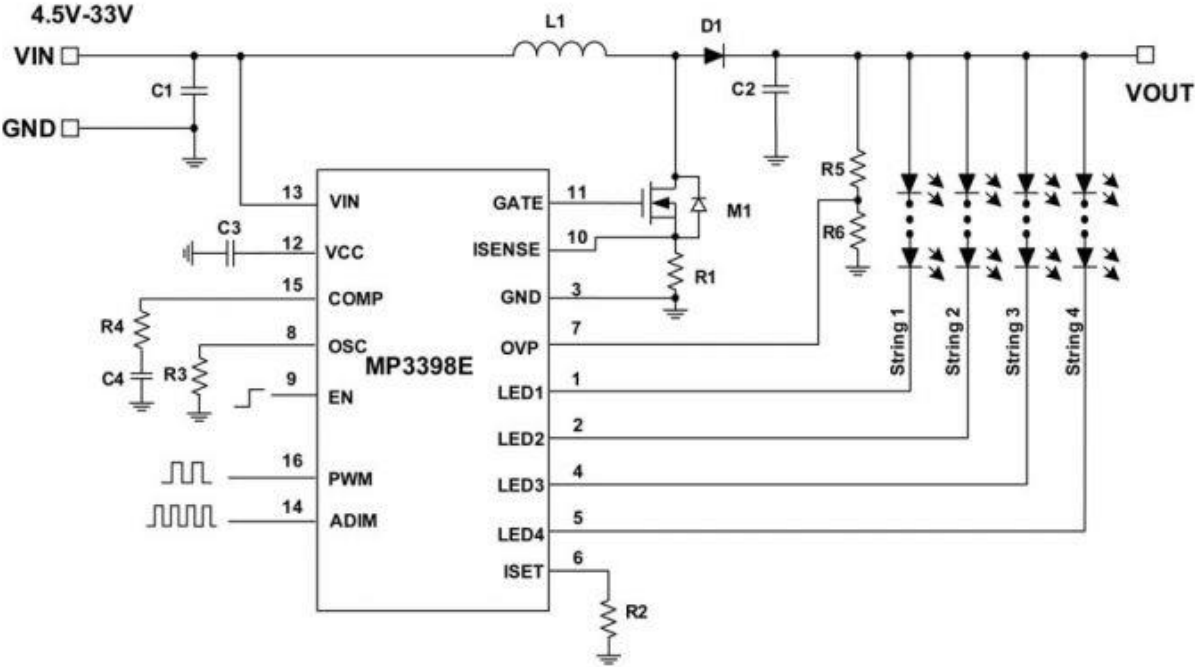 4.5V-33V
L1
D1
VIN
C1
C2
VOUT
GND
R5
13
VIN
GATE
11
M1
C3
12
VCC
ISENSE
10
R6
15
COMP
GND
3
R1
R4
8
OSC
OVP
7
C4
R3
MP3398E
9
EN
LED1
1
String 1
String 2
String 3
String 4
LED2
2
16
PWM
LED3
4
14
ADIM
LED4
5
ISET
6
R2